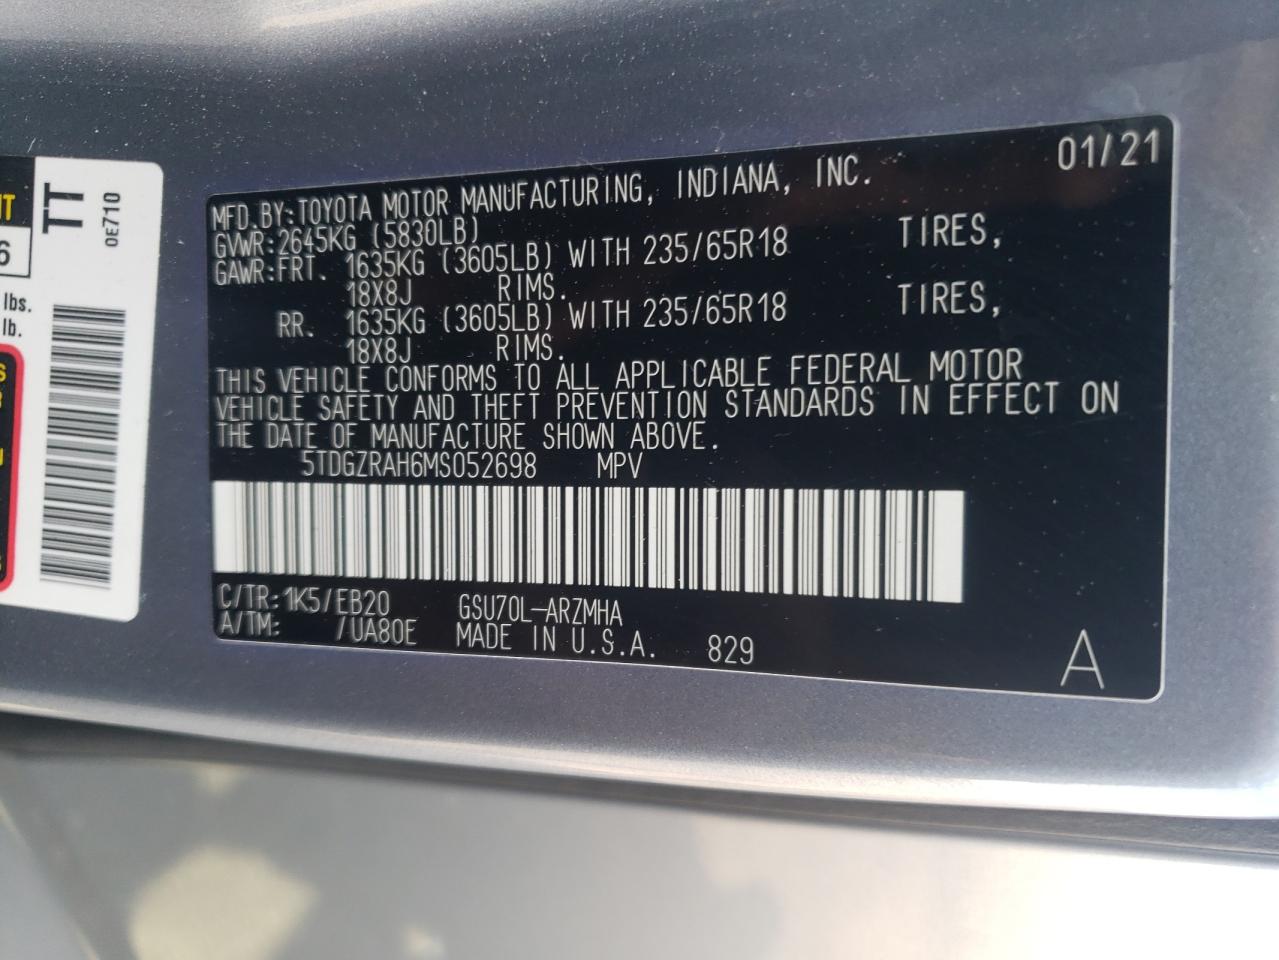 01/21
MFD.BY:TOYOTA MOTOR MANUFACTURING, INDIANA, INC.
GVWR:2645KG (5830LB)
GAWR:FRT. 1635KG (3605LB) WITH 235/65R18 TIRES,
18X8J RIMS.
RR. 1635KG (3605LB) WITH 235/65R18 TIRES,
18X8J RIMS.
THIS VEHICLE CONFORMS TO ALL APPLICABLE FEDERAL MOTOR
VEHICLE SAFETY AND THEFT PREVENTION STANDARDS IN EFFECT ON
THE DATE OF MANUFACTURE SHOWN ABOVE.
5TDGZRAH6MS052698 MPV
C/TR:1K5/EB20 GSU70L-ARZMHA
A/TM: /UA80E MADE IN U.S.A. 829
A
TT
0E710
6
lbs.
lb.